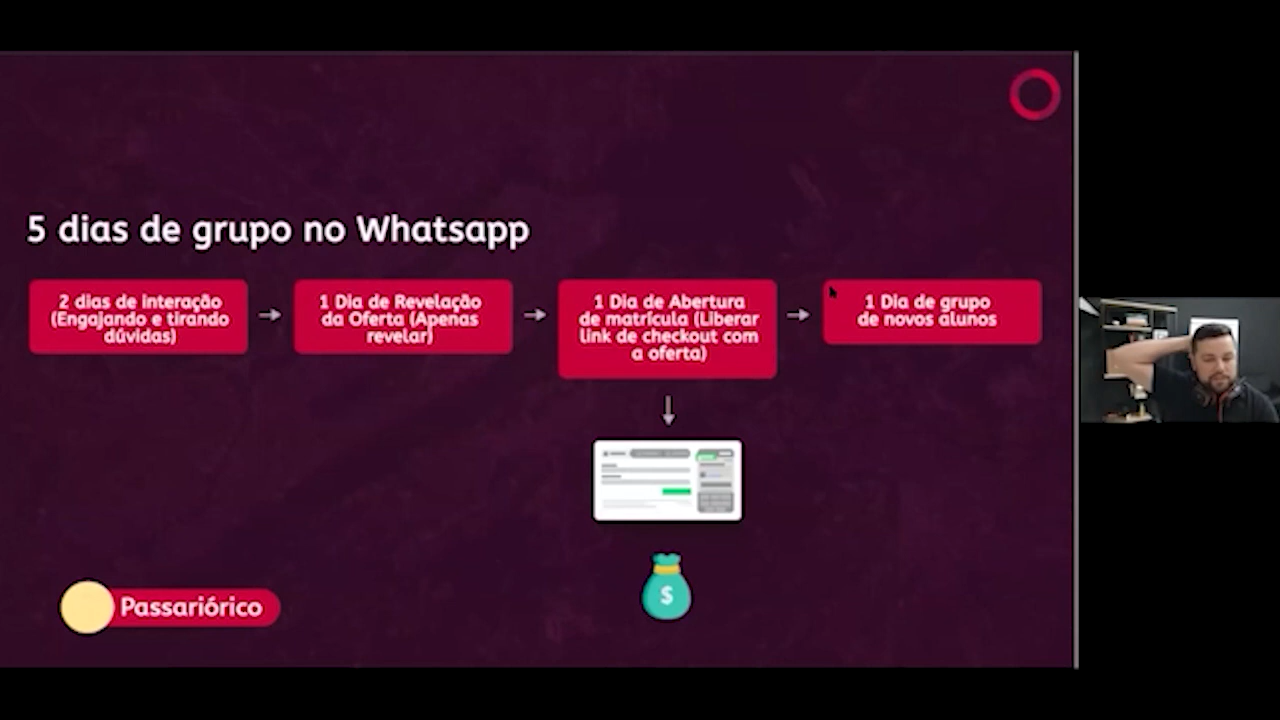 5 dias de grupo no Whatsapp
2 dias de interação
(Engajando e tirando
dúvidas)
1 Dia de Revelação
da Oferta (Apenas
revelar)
1 Dia de Abertura
de matrícula (Liberar
link de checkout com
a oferta)
1 Dia de grupo
de novos alunos
$
Passariórico